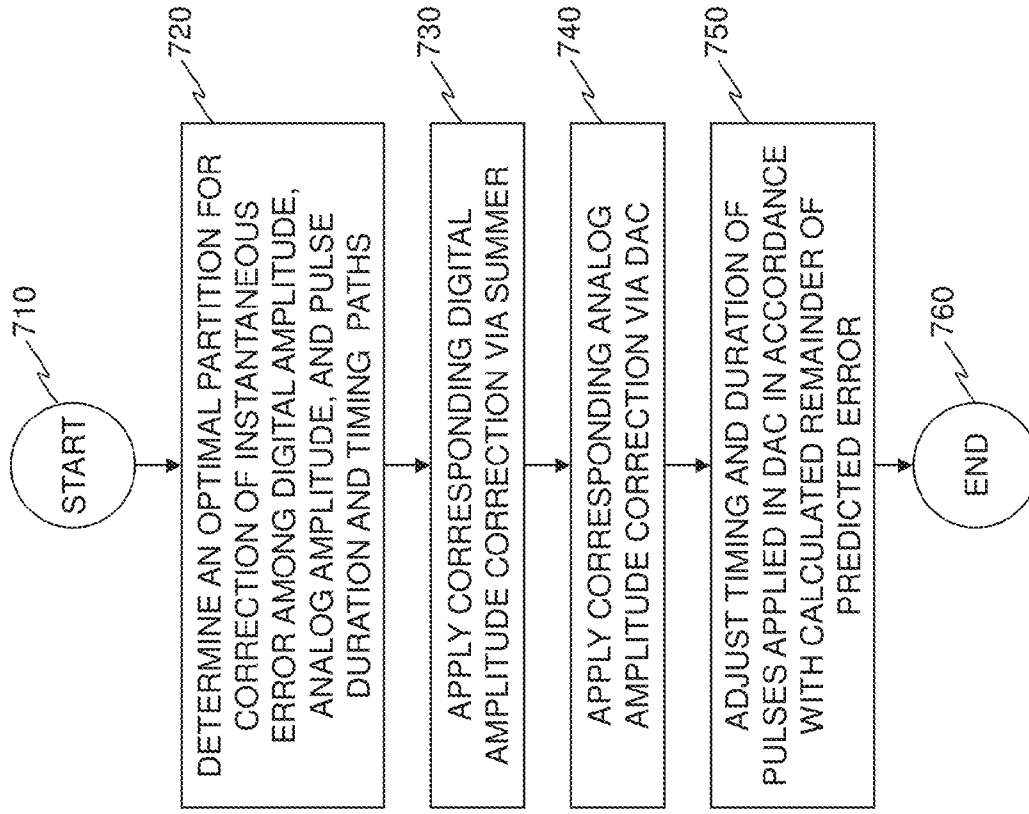 710
START
720
DETERMINE AN OPTIMAL PARTITION FOR
CORRECTION OF INSTANTANEOUS
ERROR AMONG DIGITAL AMPLITUDE,
ANALOG AMPLITUDE, AND PULSE
DURATION AND TIMING PATHS
730
APPLY CORRESPONDING DIGITAL
AMPLITUDE CORRECTION VIA SUMMER
740
APPLY CORRESPONDING ANALOG
AMPLITUDE CORRECTION VIA DAC
750
ADJUST TIMING AND DURATION OF
PULSES APPLIED IN DAC IN ACCORDANCE
WITH CALCULATED REMAINDER OF
PREDICTED ERROR
760
END